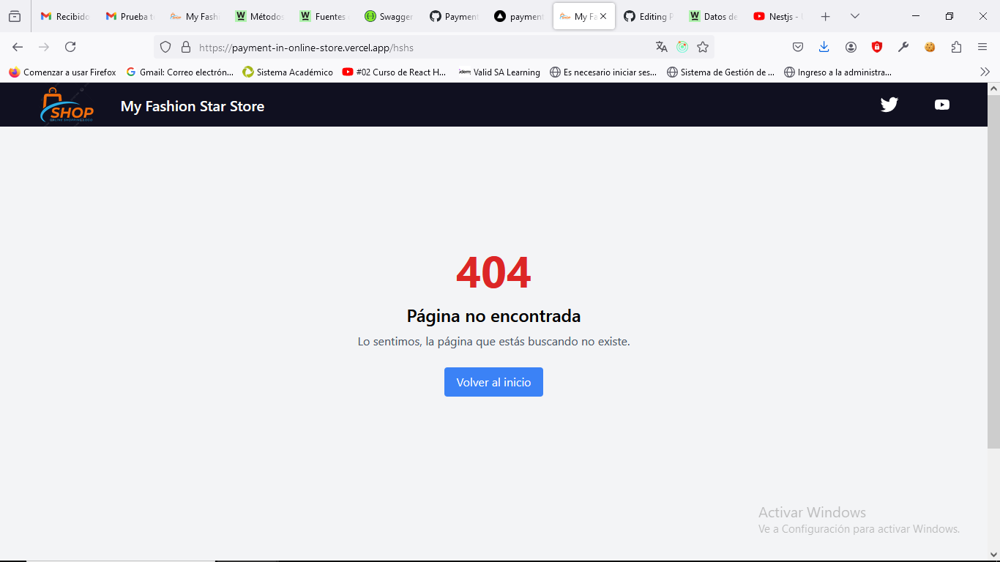 Recibido
Prueba t
My Fashi
Métodos
Fuentes
Swagger
Payment
payment
My Fa
Editing P
Datos de
Nestjs -
https://payment-in-online-store.vercel.app/hshs
Comenzar a usar Firefox
Gmail: Correo electrón...
Sistema Académico
#02 Curso de React H...
idem Valid SA Learning
Es necesario iniciar ses...
Sistema de Gestión de ...
Ingreso a la administra...
SHOP
My Fashion Star Store
404
Página no encontrada
Lo sentimos, la página que estás buscando no existe.
Volver al inicio
Activar Windows
Ve a Configuración para activar Windows.